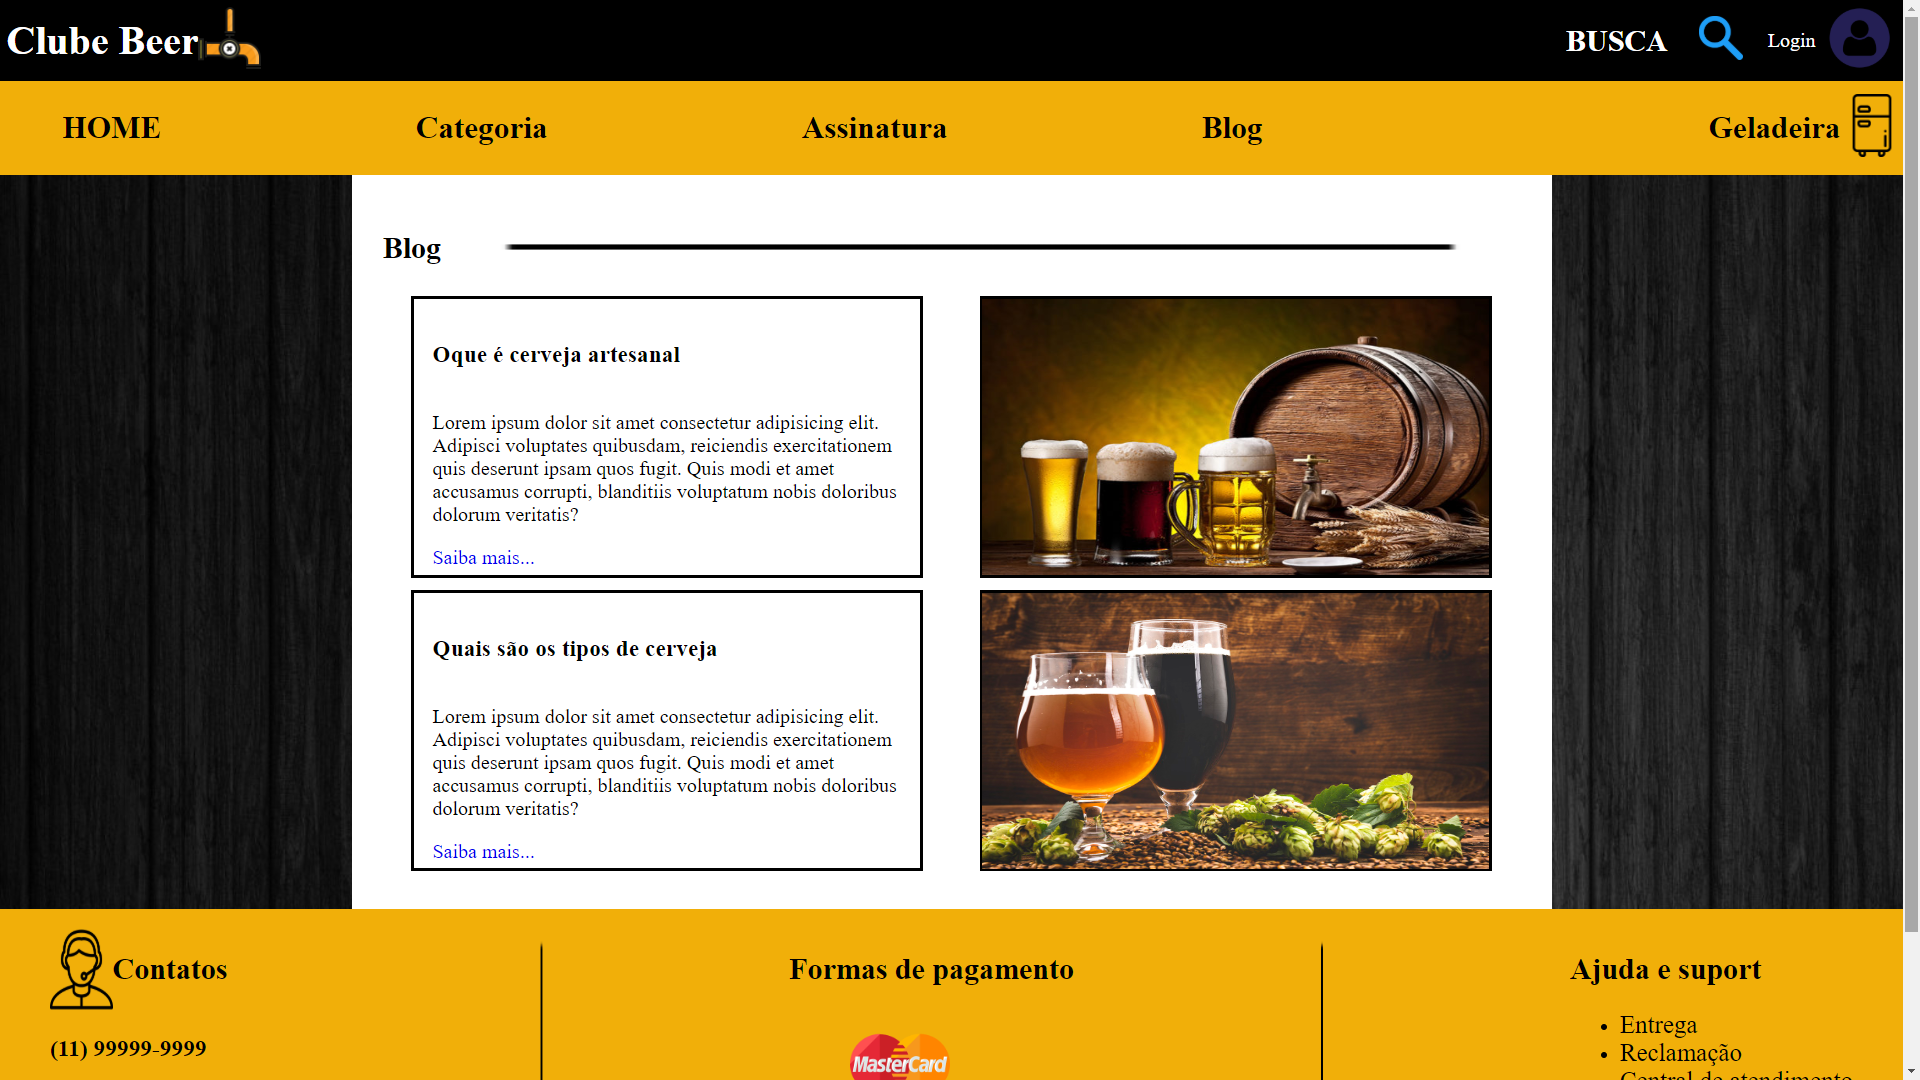 Clube Beer
BUSCA
Login
HOME
Categoria
Assinatura
Blog
Geladeira
Blog
Oque é cerveja artesanal
Lorem ipsum dolor sit amet consectetur adipisicing elit.
Adipisci voluptates quibusdam, reiciendis exercitationem
quis deserunt ipsam quos fugit. Quis modi et amet
accusamus corrupti, blanditiis voluptatum nobis doloribus
dolorum veritatis?
Saiba mais...
Quais são os tipos de cerveja
Lorem ipsum dolor sit amet consectetur adipisicing elit.
Adipisci voluptates quibusdam, reiciendis exercitationem
quis deserunt ipsam quos fugit. Quis modi et amet
accusamus corrupti, blanditiis voluptatum nobis doloribus
dolorum veritatis?
Saiba mais...
Contatos
(11) 99999-9999
Formas de pagamento
MasterCard
Ajuda e suport
Entrega
Reclamação
Central de atendimento